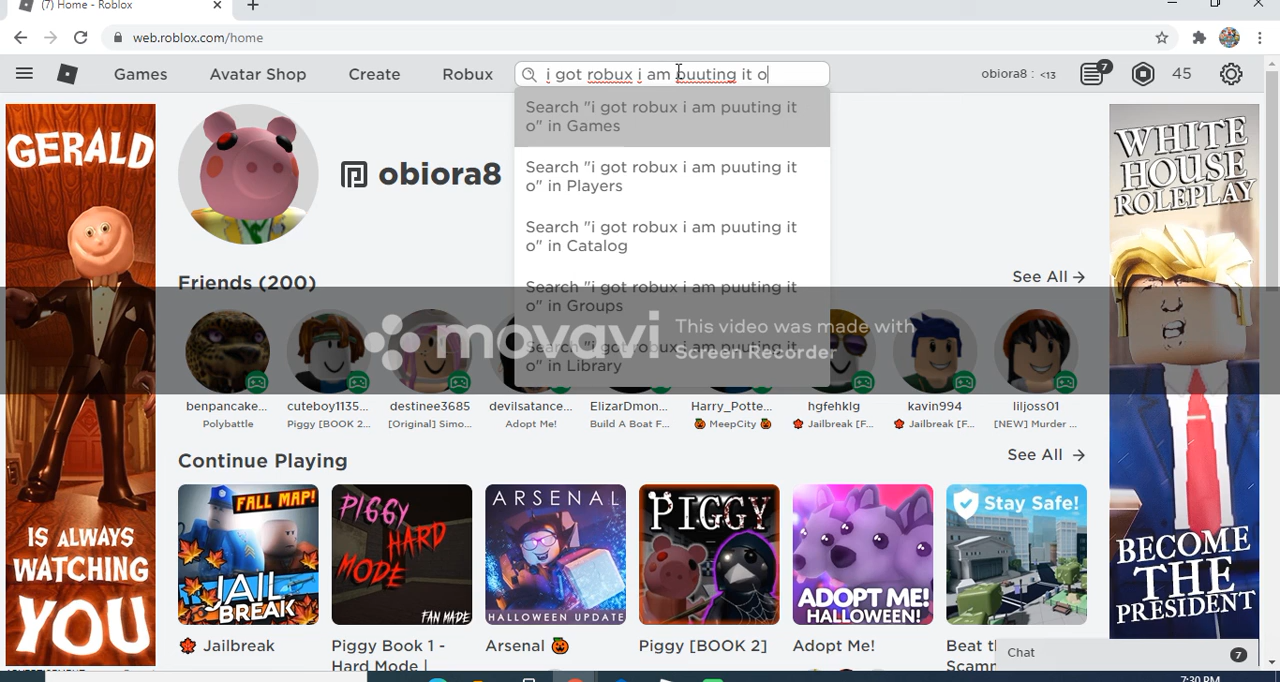 (7) Home - Roblox
web.roblox.com/home
Games
Avatar Shop
Create
Robux
i got robux i am puuting it o
obiora8 : <13
7
45
Search "i got robux i am puuting it
o" in Games
Search "i got robux i am puuting it
o" in Players
Search "i got robux i am puuting it
o" in Catalog
Search "i got robux i am puuting it
o" in Groups
Search "i got robux i am puuting it
o" in Library
GERALD
IS ALWAYS
WATCHING
YOU
obiora8
Friends (200)
See All
movavi
This video was made with
Screen Recorder
benpancake...
cuteboy1135...
destinee3685
devilsatance...
ElizarDmon...
Harry_Potte...
hgfehklg
kavin994
liljoss01
Polybattle
Piggy [BOOK 2...
[Original] Simo...
Adopt Me!
Build A Boat F...
🎃 MeepCity 🎃
🍁 Jailbreak [F...
🍁 Jailbreak [F...
[NEW] Murder ...
Continue Playing
See All
FALL MAP!
JAIL
BREAK
PIGGY
HARD
MODE
FAN MADE
ARSENAL
HALLOWEEN UPDATE
PIGGY
ADOPT ME!
HALLOWEEN!
Stay Safe!
🍁 Jailbreak
Piggy Book 1 -
Hard Mode |
Arsenal 🎃
Piggy [BOOK 2]
Adopt Me!
Beat th
Scamm
WHITE
HOUSE
ROLEPLAY
BECOME
THE
PRESIDENT
Chat
7
7:30 PM